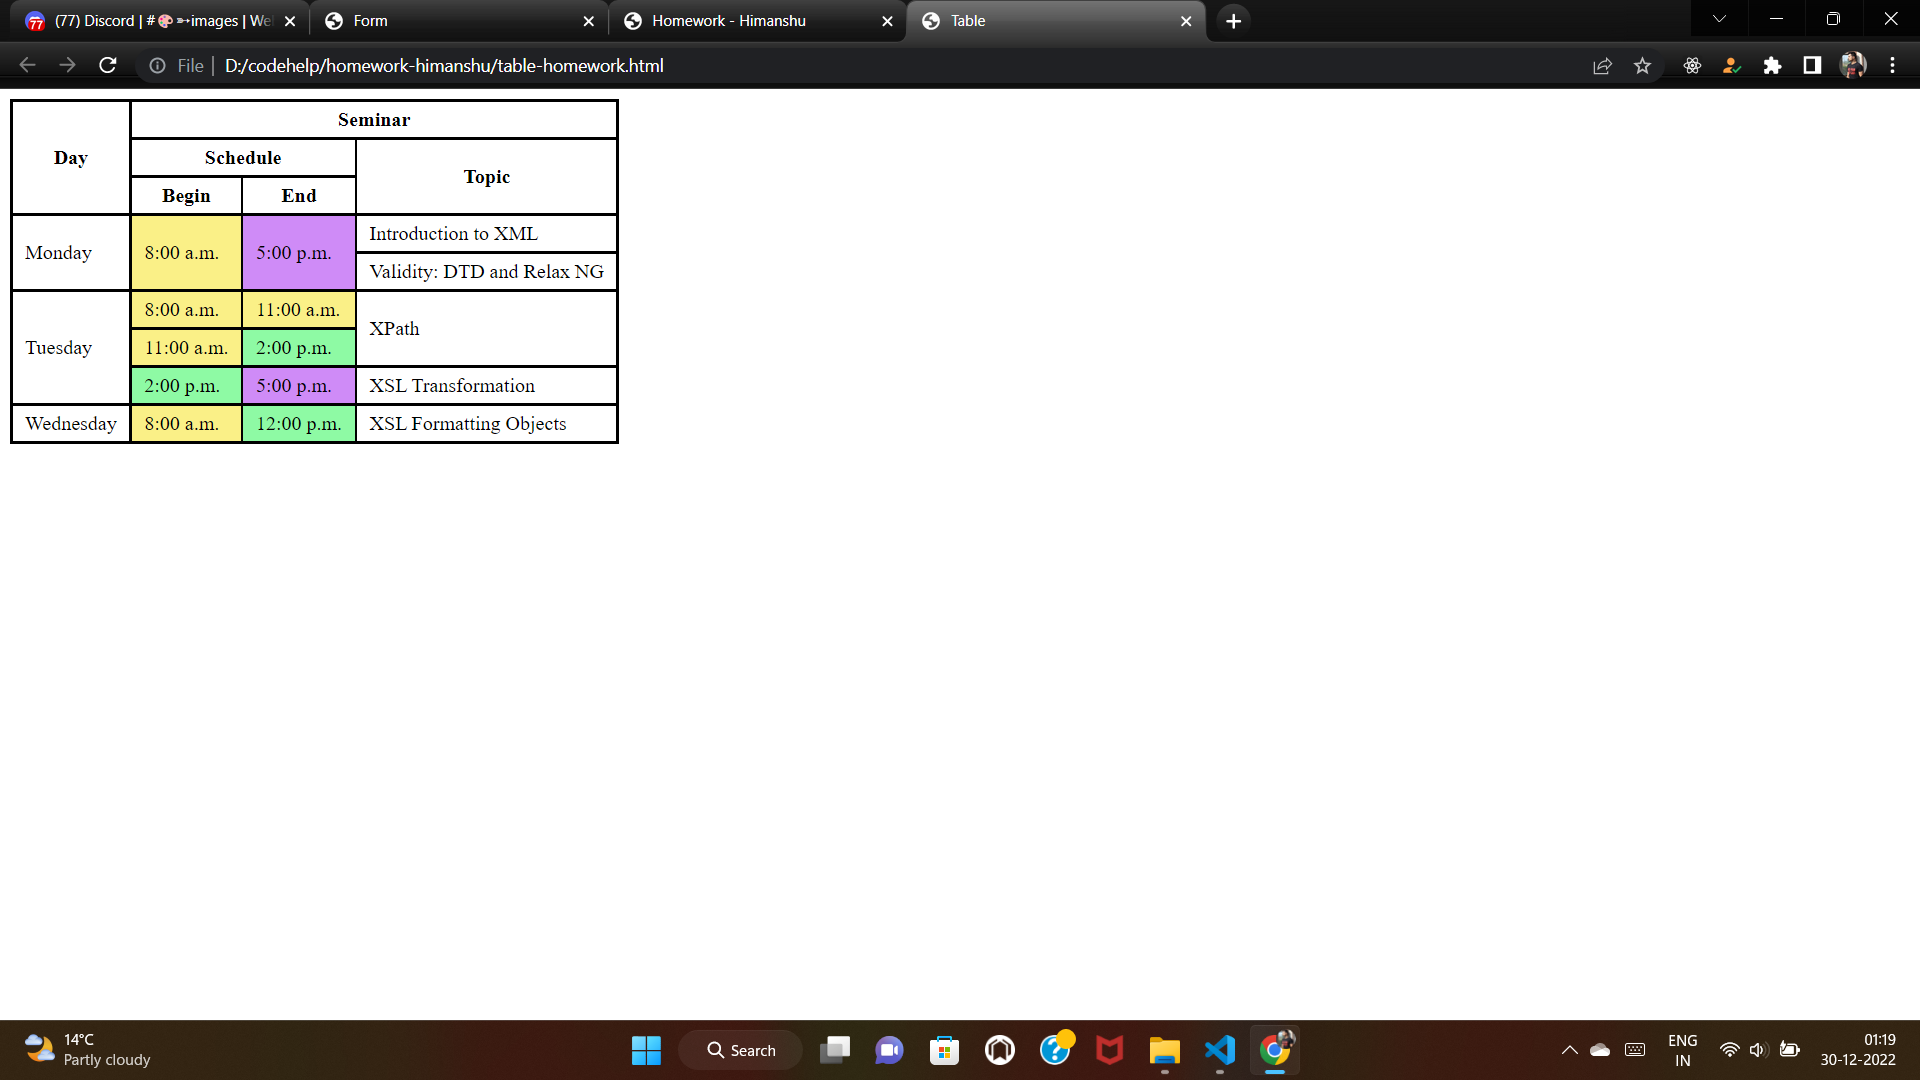 (77) Discord | #🎨➵images | Wel
Form
Homework - Himanshu
Table
File | D:/codehelp/homework-himanshu/table-homework.html
Day
Seminar
Schedule
Topic
Begin
End
Monday
8:00 a.m.
5:00 p.m.
Introduction to XML
Validity: DTD and Relax NG
Tuesday
8:00 a.m.
11:00 a.m.
XPath
11:00 a.m.
2:00 p.m.
2:00 p.m.
5:00 p.m.
XSL Transformation
Wednesday
8:00 a.m.
12:00 p.m.
XSL Formatting Objects
14°C
Partly cloudy
Search
ENG
IN
01:19
30-12-2022